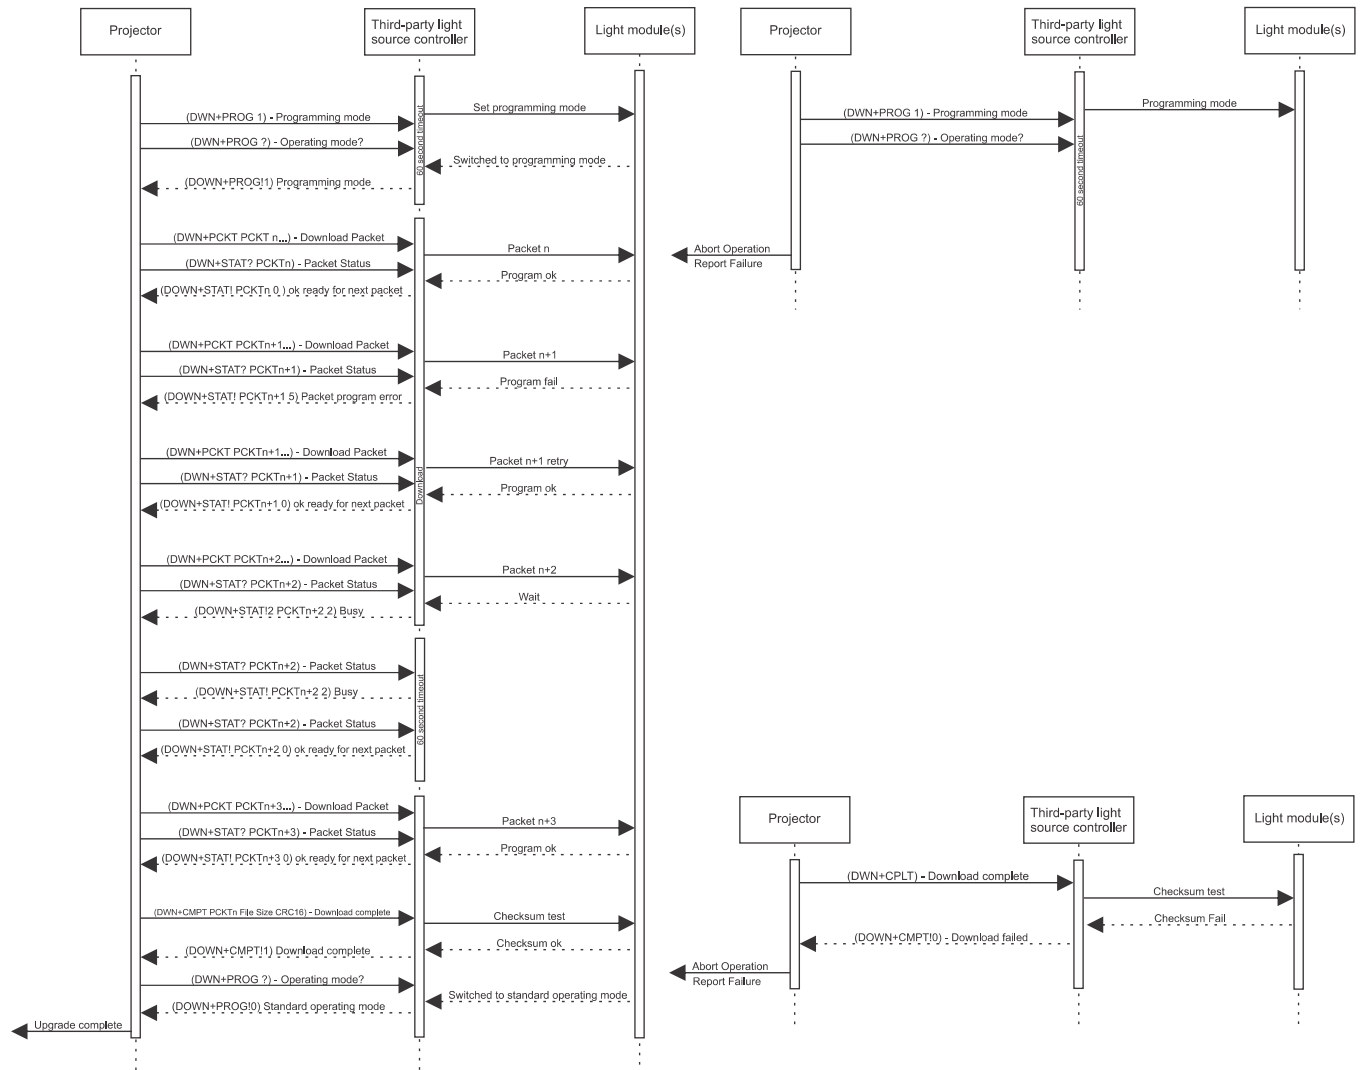 Projector
Third-party light
source controller
Light module(s)
60 second timeout
(DWN+PROG 1) - Programming mode
Set programming mode
(DWN+PROG ?) - Operating mode?
Switched to programming mode
(DOWN+PROG!1) Programming mode
Download
(DWN+PCKT PCKT n...) - Download Packet
Packet n
(DWN+STAT? PCKTn) - Packet Status
Program ok
(DOWN+STAT! PCKTn 0 ) ok ready for next packet
(DWN+PCKT PCKTn+1...) - Download Packet
Packet n+1
(DWN+STAT? PCKTn+1) - Packet Status
Program fail
(DOWN+STAT! PCKTn+1 5) Packet program error
(DWN+PCKT PCKTn+1...) - Download Packet
Packet n+1 retry
(DWN+STAT? PCKTn+1) - Packet Status
Program ok
(DOWN+STAT! PCKTn+1 0) ok ready for next packet
(DWN+PCKT PCKTn+2...) - Download Packet
Packet n+2
(DWN+STAT? PCKTn+2) - Packet Status
Wait
(DOWN+STAT!2 PCKTn+2 2) Busy
60 second timeout
(DWN+STAT? PCKTn+2) - Packet Status
(DOWN+STAT! PCKTn+2 2) Busy
(DWN+STAT? PCKTn+2) - Packet Status
(DOWN+STAT! PCKTn+2 0) ok ready for next packet
(DWN+PCKT PCKTn+3...) - Download Packet
Packet n+3
(DWN+STAT? PCKTn+3) - Packet Status
Program ok
(DOWN+STAT! PCKTn+3 0) ok ready for next packet
(DWN+CMPT PCKTn File Size CRC16) - Download complete
Checksum test
Checksum ok
(DOWN+CMPT!1) Download complete
(DWN+PROG ?) - Operating mode?
Switched to standard operating mode
(DOWN+PROG!0) Standard operating mode
Upgrade complete
Projector
Third-party light
source controller
Light module(s)
Programming mode
(DWN+PROG 1) - Programming mode
(DWN+PROG ?) - Operating mode?
60 second timeout
Abort Operation
Report Failure
Projector
Third-party light
source controller
Light module(s)
(DWN+CPLT) - Download complete
Checksum test
Checksum Fail
(DOWN+CMPT!0) - Download failed
Abort Operation
Report Failure